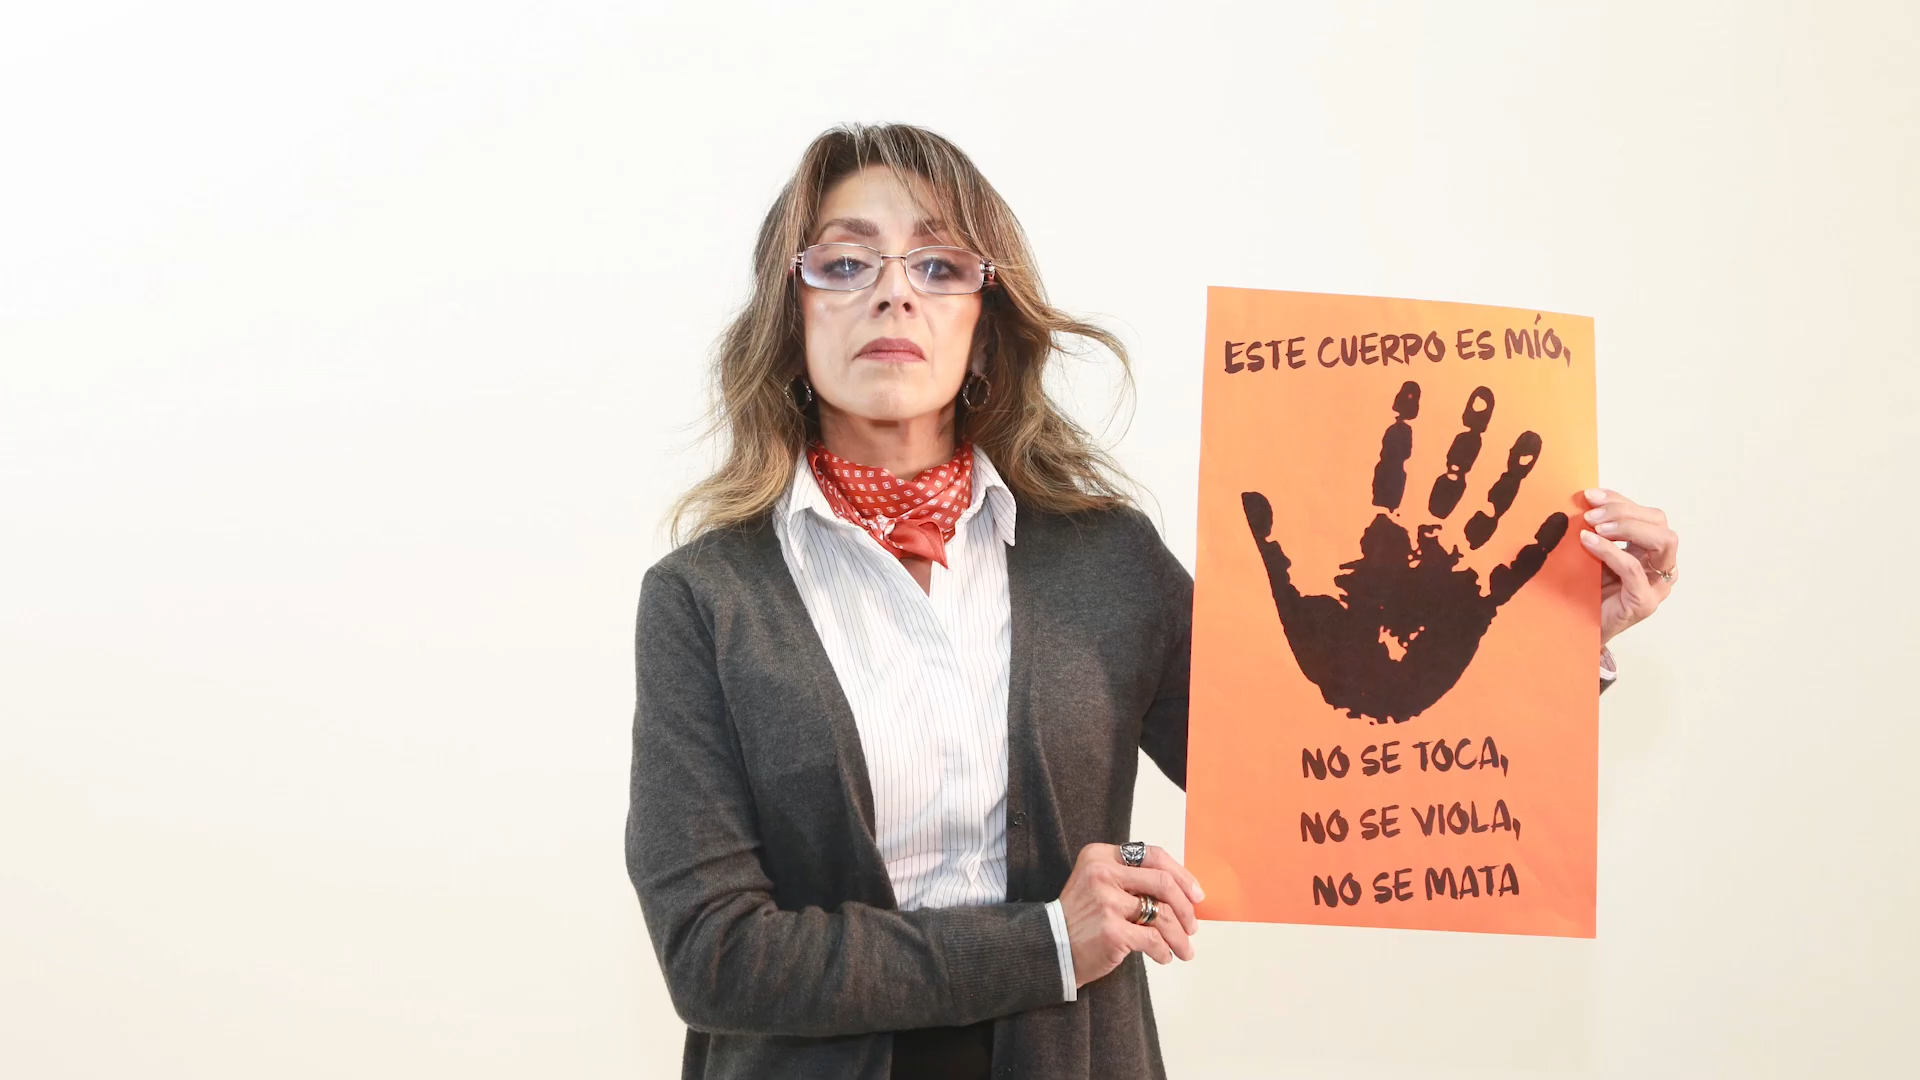 ESTE CUERPO ES MÍO,
NO SE TOCA,
NO SE VIOLA,
NO SE MATA